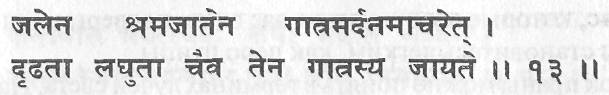 जलेन श्रमजातेन गात्रमर्दनमाचरेत् ।
दृढता लघुता चैव तेन गात्रस्य जायते ॥ १३ ॥